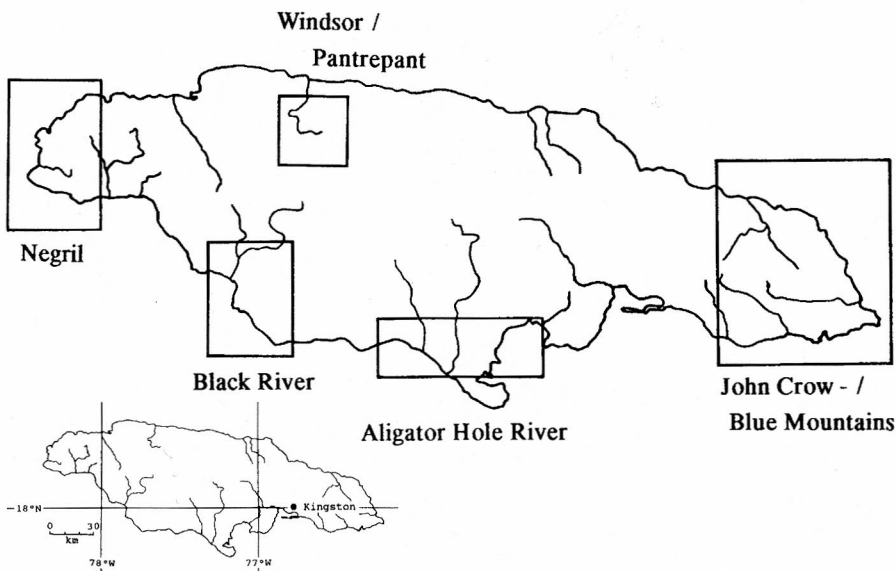 Windsor /
Pantrepant
Negril
Black River
Aligator Hole River
John Crow - /
Blue Mountains
18°N
Kingston
0 30
km
78°W
77°W